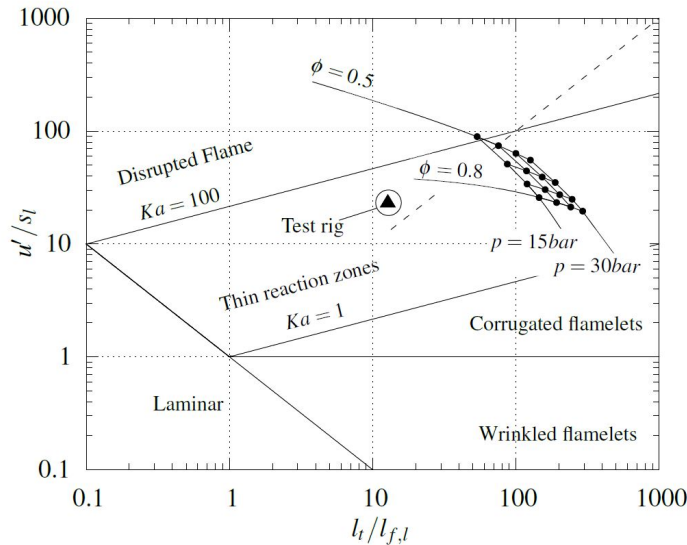 1000
100
10
1
0.1
u′/s_l
ϕ = 0.5
Disrupted Flame
Ka = 100
ϕ = 0.8
Test rig
p = 15bar
p = 30bar
Thin reaction zones
Ka = 1
Corrugated flamelets
Laminar
Wrinkled flamelets
0.1 1 10 100 1000
l_t/l_{f,l}